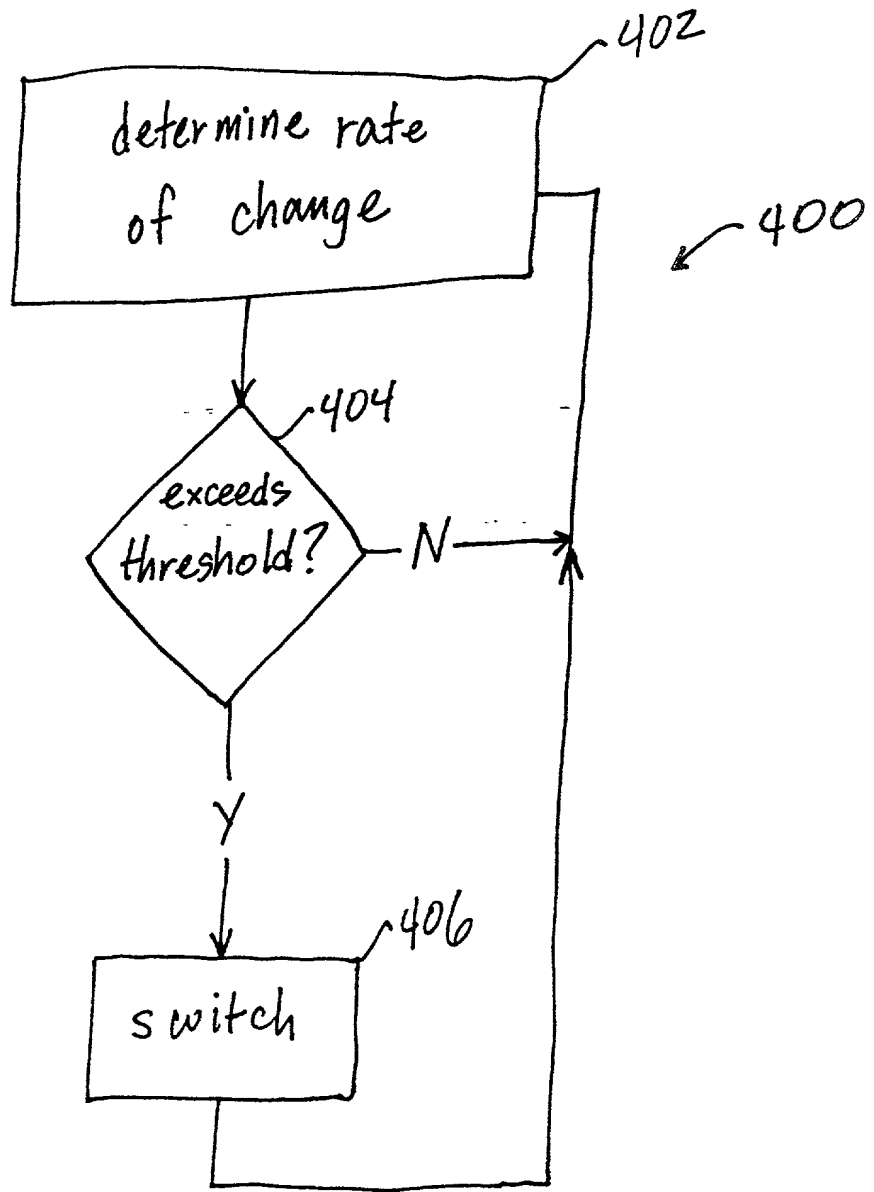 402
determine rate
of change
400
404
exceeds
threshold?
N
Y
406
switch